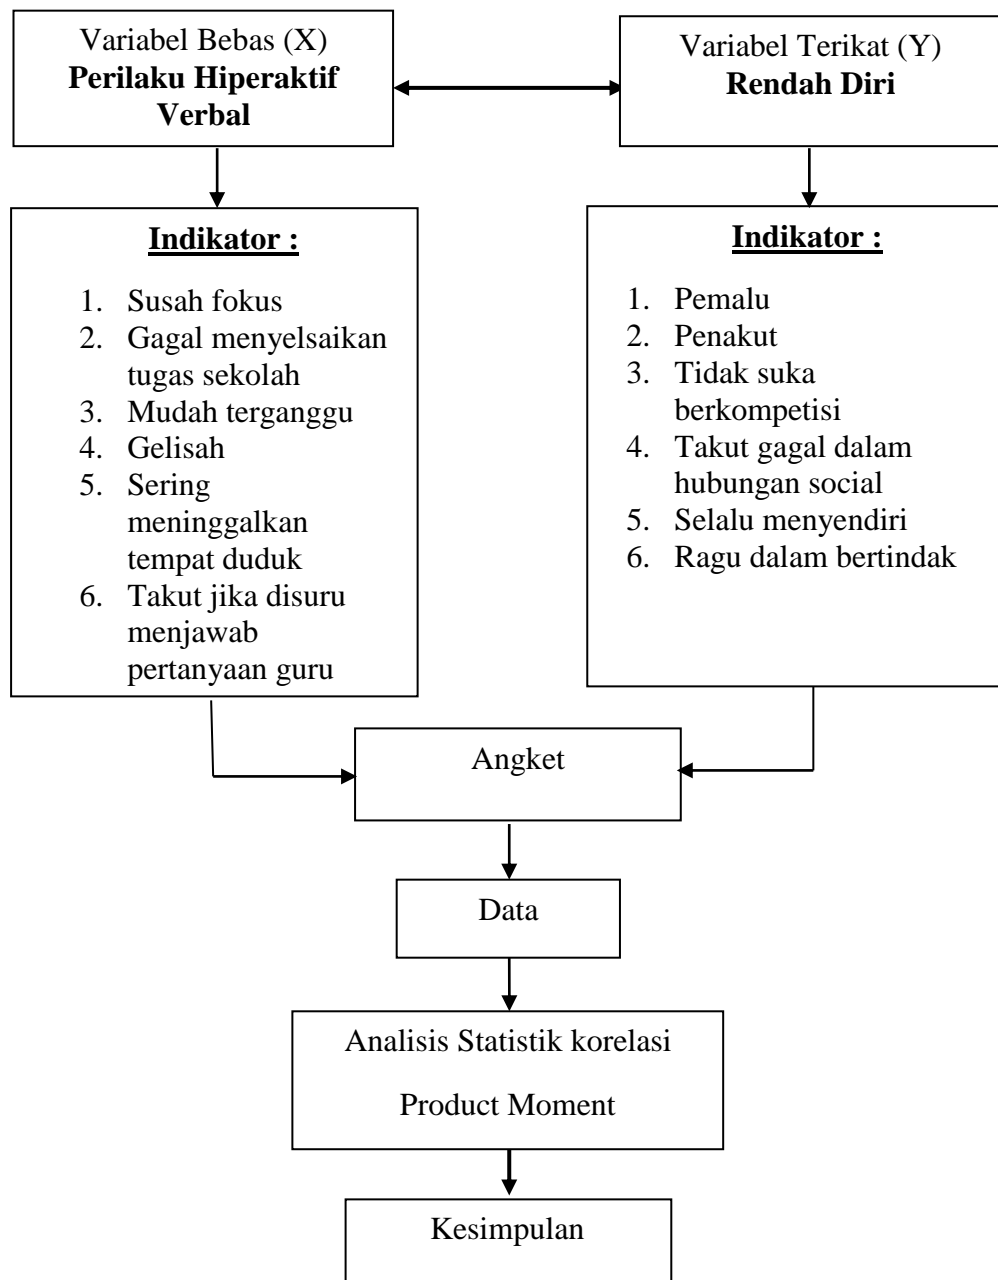 Variabel Bebas (X)
Perilaku Hiperaktif
Verbal
Variabel Terikat (Y)
Rendah Diri
Indikator :
1. Susah fokus
2. Gagal menyelsaikan
tugas sekolah
3. Mudah terganggu
4. Gelisah
5. Sering
meninggalkan
tempat duduk
6. Takut jika disuru
menjawab
pertanyaan guru
Indikator :
1. Pemalu
2. Penakut
3. Tidak suka
berkompetisi
4. Takut gagal dalam
hubungan social
5. Selalu menyendiri
6. Ragu dalam bertindak
Angket
Data
Analisis Statistik korelasi
Product Moment
Kesimpulan